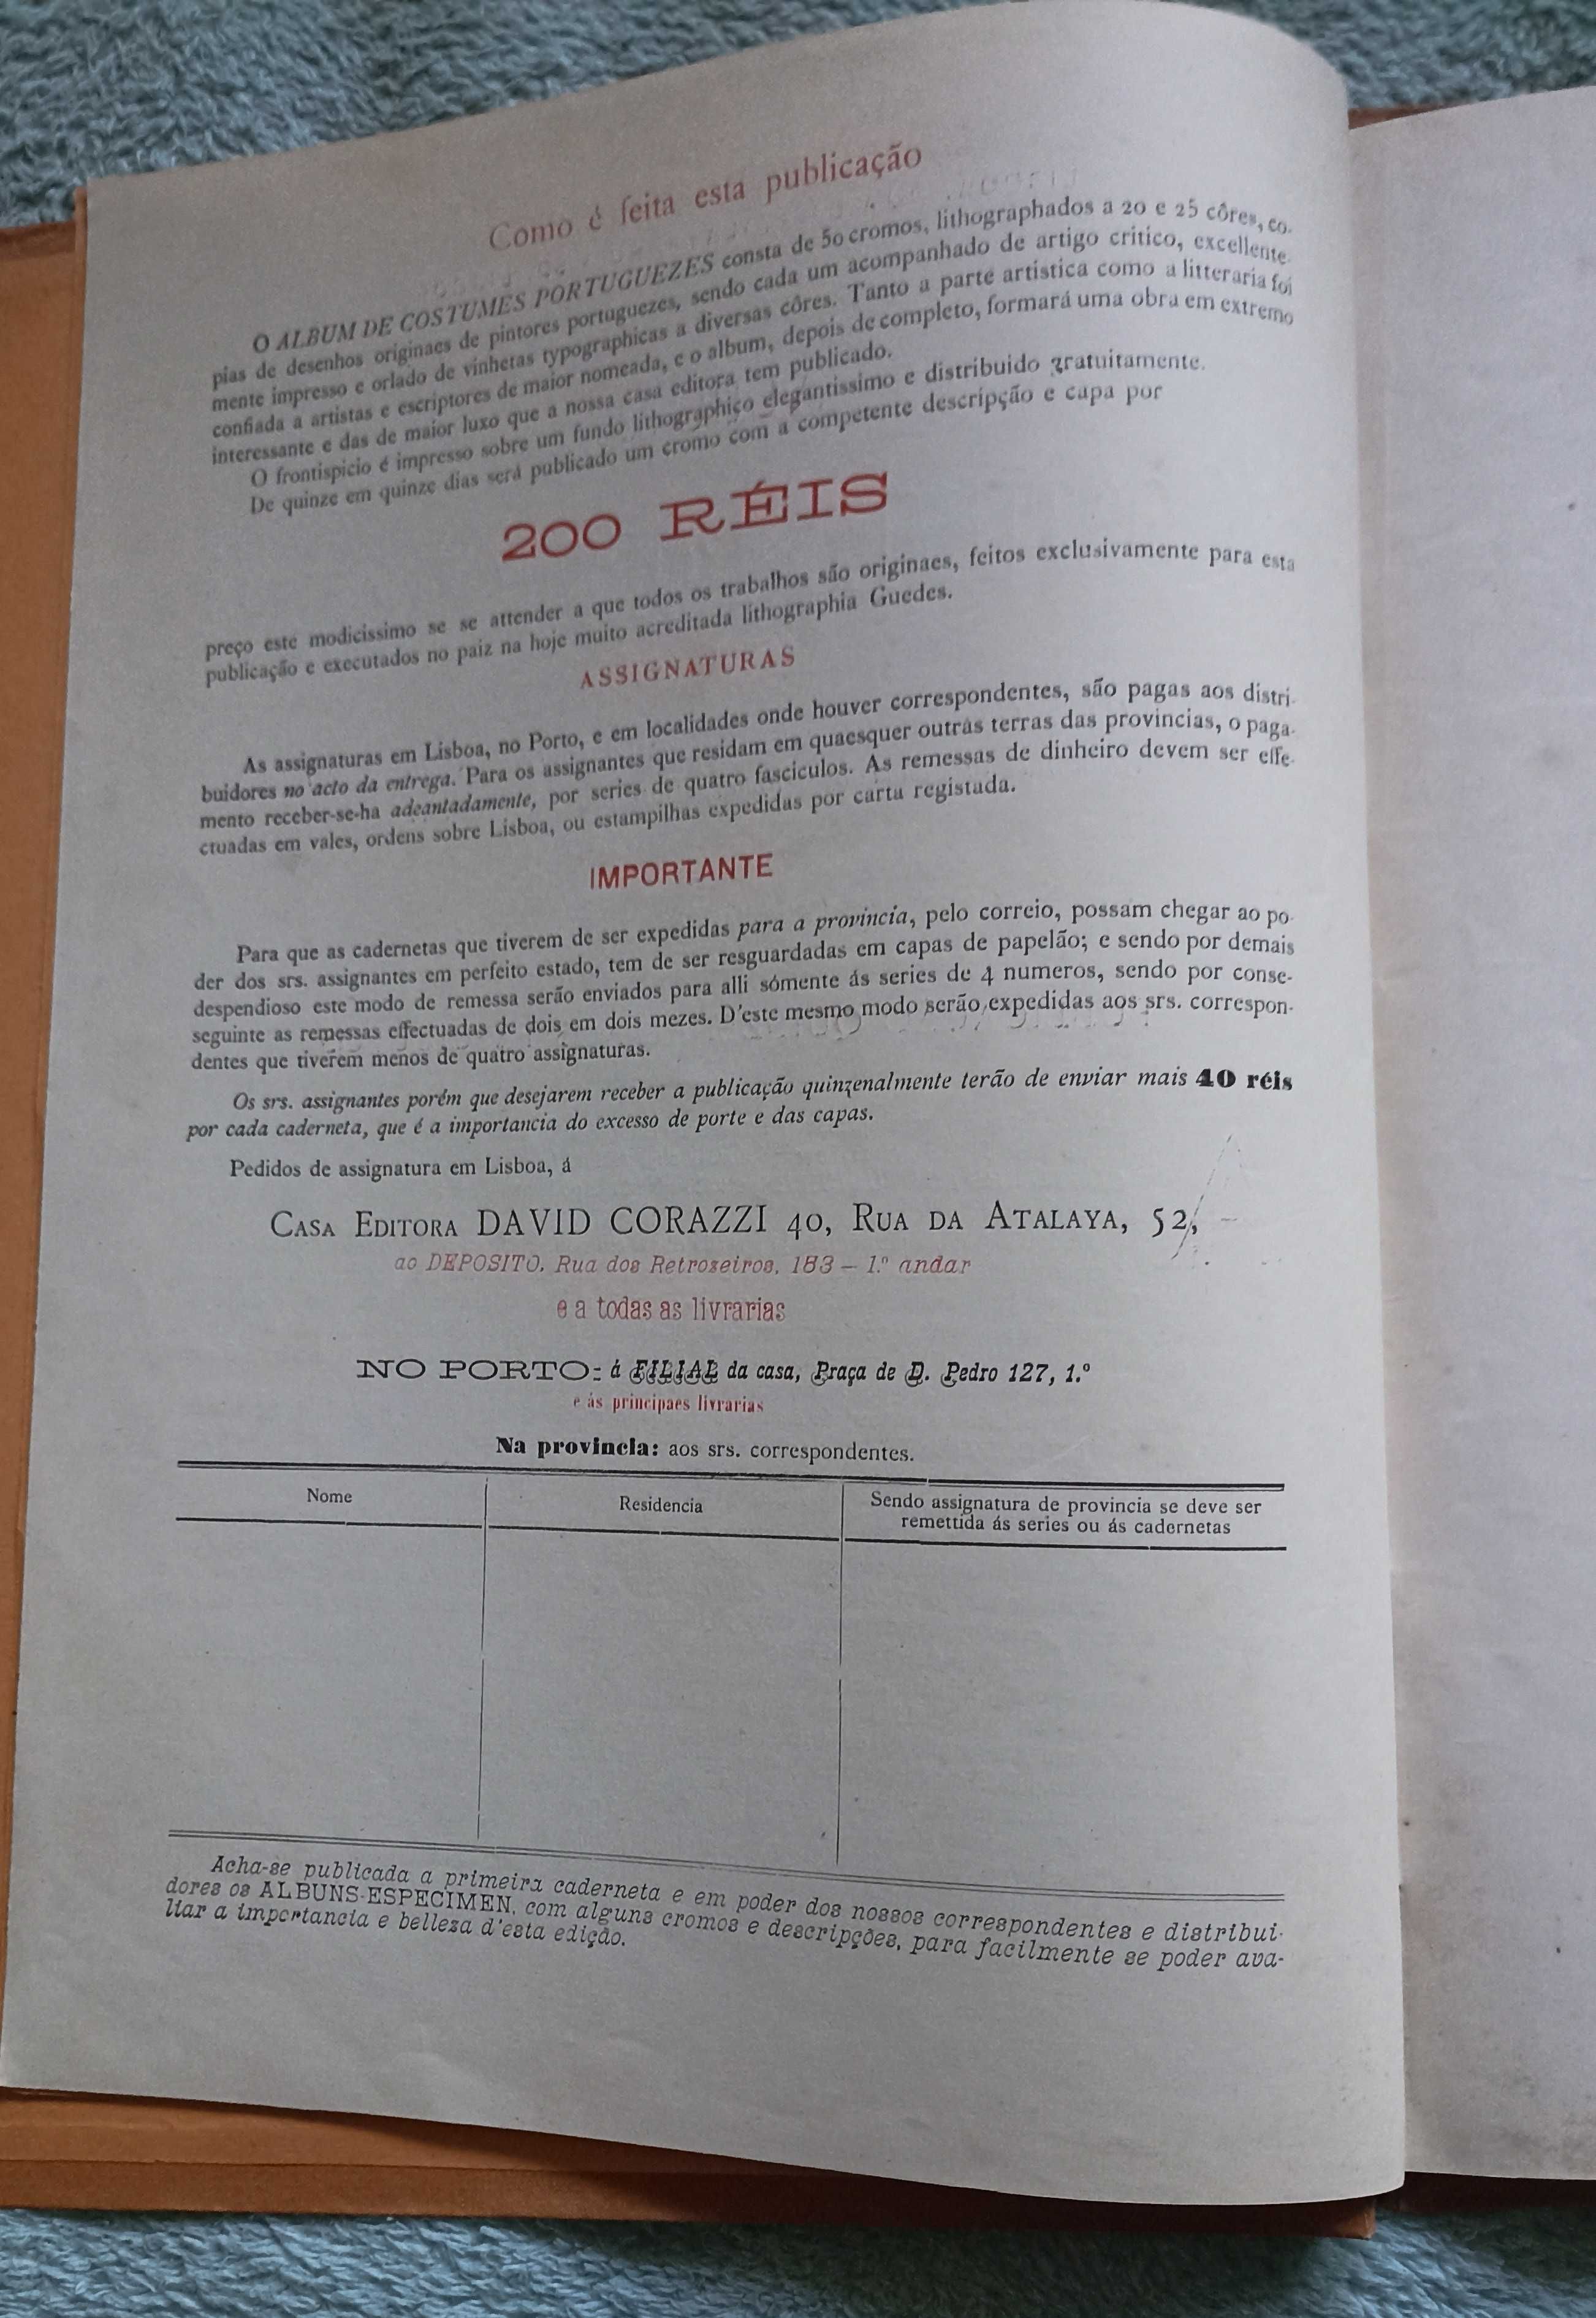 Como é feita esta publicação
O ALBUM DE COSTUMES PORTUGUEZES consta de 50 cromos, lithographados a 20 e 25 côres, co-
pias de desenhos originaes de pintores portuguezes, sendo cada um acompanhado de artigo critico, excellente-
mente impresso e orlado de vinhetas typographicas a diversas côres. Tanto a parte artistica como a litteraria foi
confiada a artistas e escriptores de maior nomeada, e o album, depois de completo, formará uma obra em extremo
interessante e das de maior luxo que a nossa casa editora tem publicado.
O frontispicio é impresso sobre um fundo lithographico elegantissimo e distribuido gratuitamente.
De quinze em quinze dias será publicado um cromo com a competente descripção e capa por
200 RÉIS
preço este modicissimo se se attender a que todos os trabalhos são originaes, feitos exclusivamente para esta
publicação e executados no paiz na hoje muito acreditada lithographia Guedes.
ASSIGNATURAS
As assignaturas em Lisboa, no Porto, e em localidades onde houver correspondentes, são pagas aos distri-
buidores no acto da entrega. Para os assignantes que residam em quaesquer outras terras das provincias, o paga-
mento receber-se-ha adeantadamente, por series de quatro fasciculos. As remessas de dinheiro devem ser effe-
ctuadas em vales, ordens sobre Lisboa, ou estampilhas expedidas por carta registada.
IMPORTANTE
Para que as cadernetas que tiverem de ser expedidas para a provincia, pelo correio, possam chegar ao po-
der dos srs. assignantes em perfeito estado, tem de ser resguardadas em capas de papelão; e sendo por demais
despendioso este modo de remessa serão enviados para alli sómente ás series de 4 numeros, sendo por conse-
seguinte as remessas effectuadas de dois em dois mezes. D'este mesmo modo serão expedidas aos srs. correspon-
dentes que tiverem menos de quatro assignaturas.
Os srs. assignantes porém que desejarem receber a publicação quinzenalmente terão de enviar mais 40 réis
por cada caderneta, que é a importancia do excesso de porte e das capas.
Pedidos de assignatura em Lisboa, á
CASA EDITORA DAVID CORAZZI 40, RUA DA ATALAYA, 52,
ao DEPOSITO, Rua dos Retrozeiros, 183 — 1.º andar
e a todas as livrarias
NO PORTO: á FILIAL da casa, Praça de D. Pedro 127, 1.º
e ás principaes livrarias
Na provincia: aos srs. correspondentes.
Nome
Residencia
Sendo assignatura de provincia se deve ser
remettida ás series ou ás cadernetas
Acha-se publicada a primeira caderneta e em poder dos nossos correspondentes e distribui-
dores os ALBUNS-ESPECIMEN, com alguns cromos e descripções, para facilmente se poder ava-
liar a importancia e belleza d'esta edição.